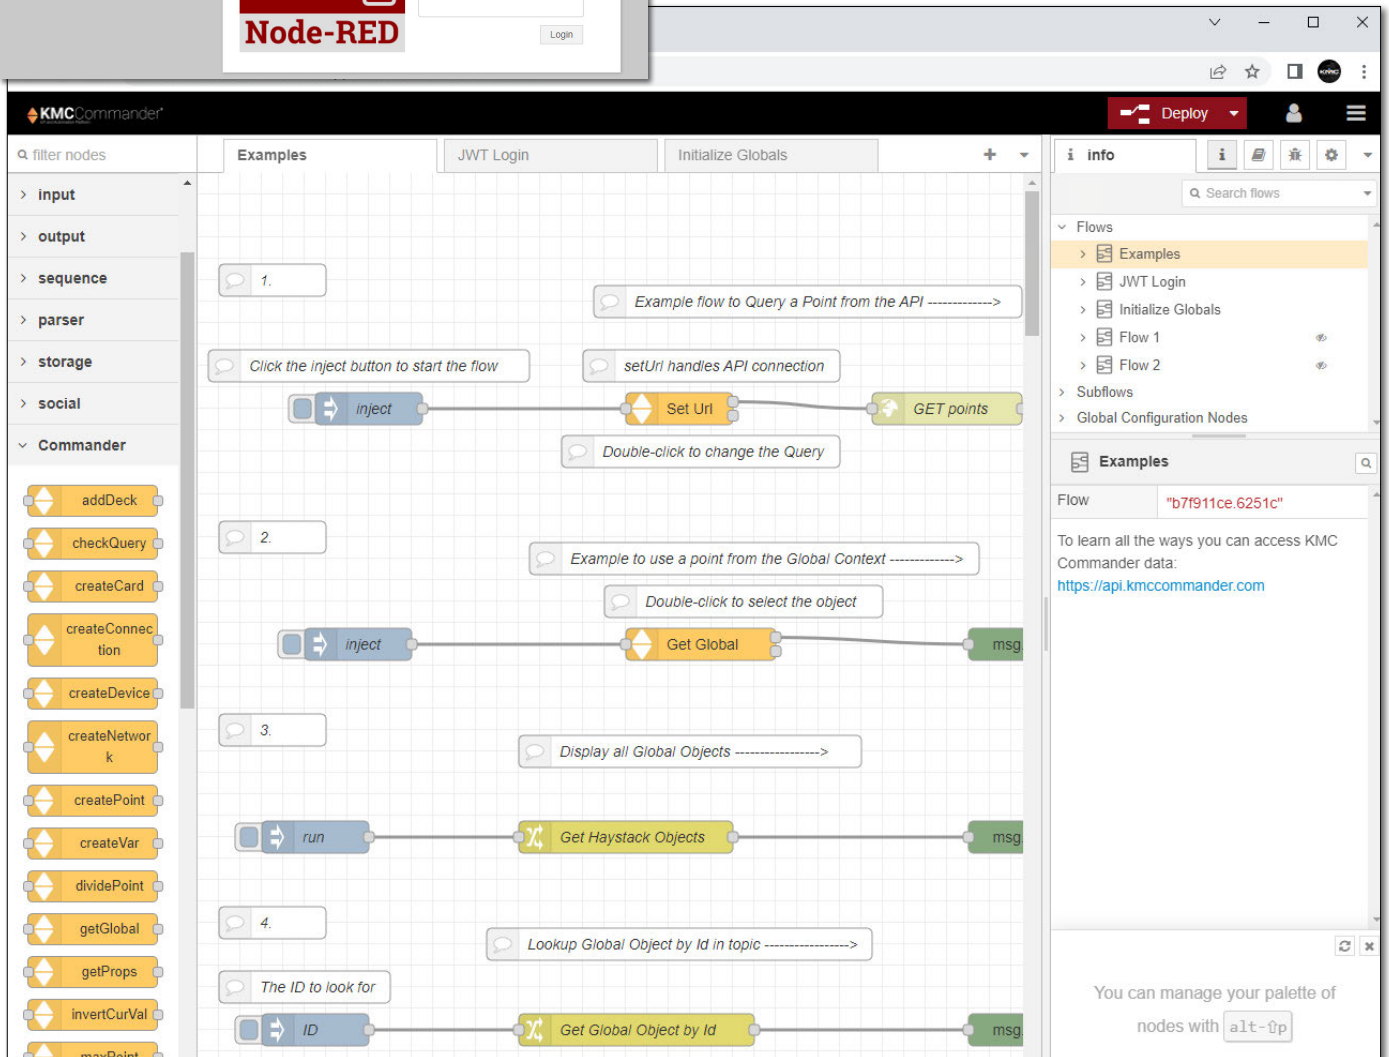 Node-RED
Login
KMCCommander
Deploy
filter nodes
Examples
JWT Login
Initialize Globals
info
i
Search flows
input
output
sequence
parser
storage
social
Commander
addDeck
checkQuery
createCard
createConnec
tion
createDevice
createNetwor
k
createPoint
createVar
dividePoint
getGlobal
getProps
invertCurVal
maxPoint
1.
Example flow to Query a Point from the API ------------->
Click the inject button to start the flow
setUrl handles API connection
inject
Set Url
GET points
Double-click to change the Query
2.
Example to use a point from the Global Context ------------->
Double-click to select the object
inject
Get Global
msg.
3.
Display all Global Objects ----------------->
run
Get Haystack Objects
msg.
4.
Lookup Global Object by Id in topic ----------------->
The ID to look for
ID
Get Global Object by Id
msg.
Flows
Examples
JWT Login
Initialize Globals
Flow 1
Flow 2
Subflows
Global Configuration Nodes
Examples
Flow
"b7f911ce.6251c"
To learn all the ways you can access KMC
Commander data:
https://api.kmccommander.com
You can manage your palette of
nodes with alt-⇧p